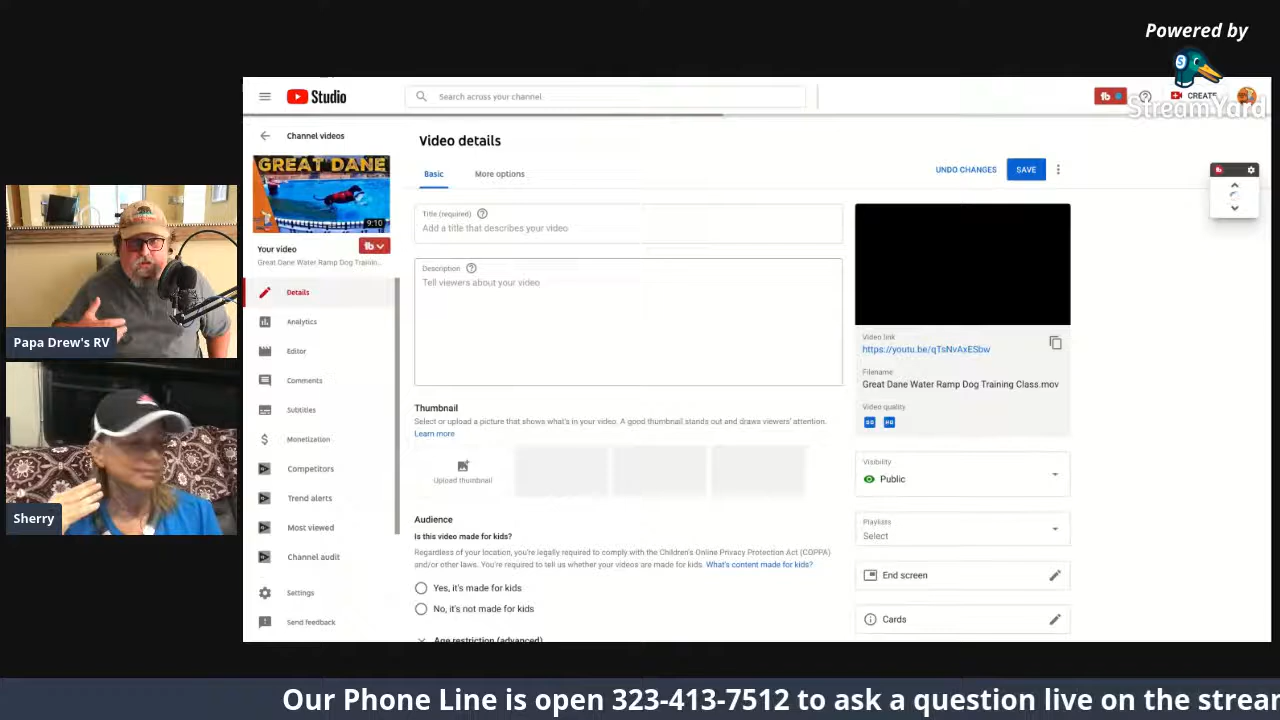 Powered by
StreamYard
Studio
Search across your channel
CREATE
Channel videos
GREAT DANE
9:10
Your video
Great Dane Water Ramp Dog Trainin...
Details
Analytics
Editor
Comments
Subtitles
Monetization
Competitors
Trend alerts
Most viewed
Channel audit
Settings
Send feedback
Video details
Basic
More options
UNDO CHANGES
SAVE
Title (required)
Add a title that describes your video
Description
Tell viewers about your video
Thumbnail
Select or upload a picture that shows what's in your video. A good thumbnail stands out and draws viewers' attention.
Learn more
Upload thumbnail
Audience
Is this video made for kids?
Regardless of your location, you're legally required to comply with the Children's Online Privacy Protection Act (COPPA)
and/or other laws. You're required to tell us whether your videos are made for kids. What's content made for kids?
Yes, it's made for kids
No, it's not made for kids
Age restriction (advanced)
Video link
https://youtu.be/qTsNvAxESbw
Filename
Great Dane Water Ramp Dog Training Class.mov
Video quality
SD HD
Visibility
Public
Playlists
Select
End screen
Cards
Papa Drew's RV
Sherry
Our Phone Line is open 323-413-7512 to ask a question live on the strea